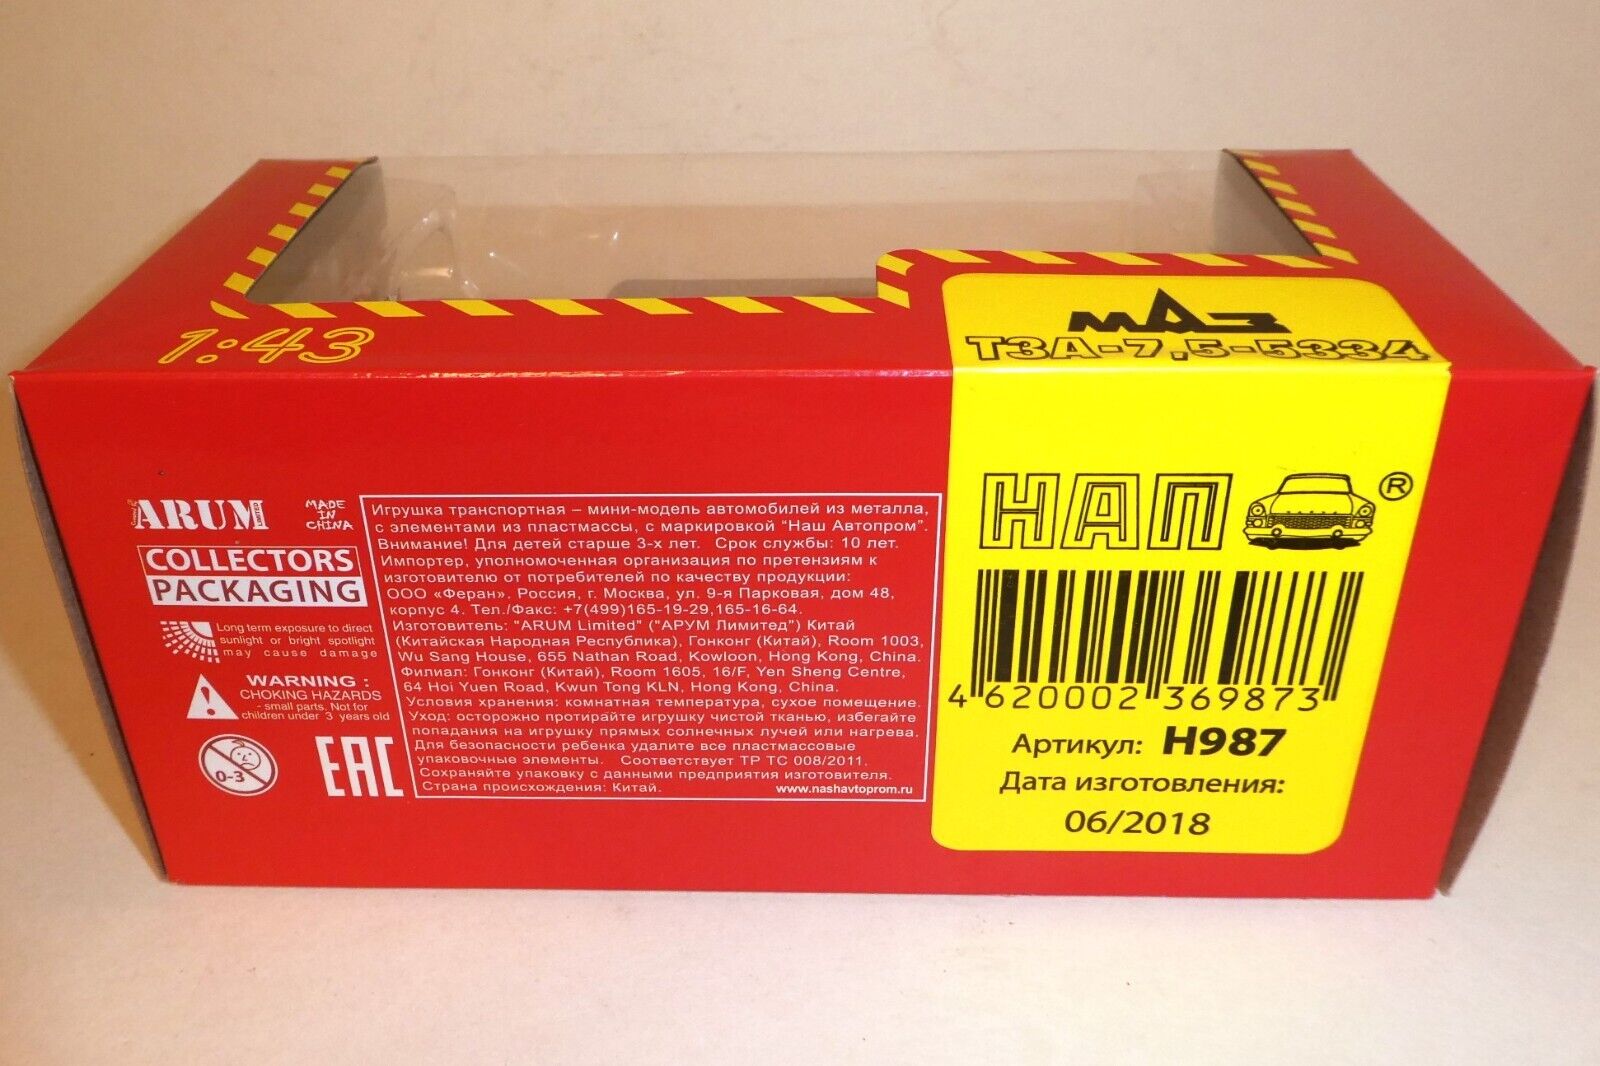 1:43
МАЗ
ТЗА-7,5-5334
ARUM
LIMITED
MADE
IN
CHINA
COLLECTORS
PACKAGING
Long term exposure to direct
sunlight or bright spotlight
may cause damage
WARNING :
CHOKING HAZARDS
- small parts. Not for
children under 3 years old
0-3
EAC
Игрушка транспортная – мини-модель автомобилей из металла,
с элементами из пластмассы, с маркировкой "Наш Автопром".
Внимание! Для детей старше 3-х лет. Срок службы: 10 лет.
Импортер, уполномоченная организация по претензиям к
изготовителю от потребителей по качеству продукции:
ООО «Феран». Россия, г. Москва, ул. 9-я Парковая, дом 48,
корпус 4. Тел./Факс: +7(499)165-19-29,165-16-64.
Изготовитель: "ARUM Limited" ("АРУМ Лимитед") Китай
(Китайская Народная Республика), Гонконг (Китай), Room 1003,
Wu Sang House, 655 Nathan Road, Kowloon, Hong Kong, China.
Филиал: Гонконг (Китай), Room 1605, 16/F, Yen Sheng Centre,
64 Hoi Yuen Road, Kwun Tong KLN, Hong Kong, China.
Условия хранения: комнатная температура, сухое помещение.
Уход: осторожно протирайте игрушку чистой тканью, избегайте
попадания на игрушку прямых солнечных лучей или нагрева.
Для безопасности ребенка удалите все пластмассовые
упаковочные элементы. Соответствует ТР ТС 008/2011.
Сохраняйте упаковку с данными предприятия изготовителя.
Страна происхождения: Китай. www.nashavtoprom.ru
НАП ®
4 620002 369873
Артикул: Н987
Дата изготовления:
06/2018